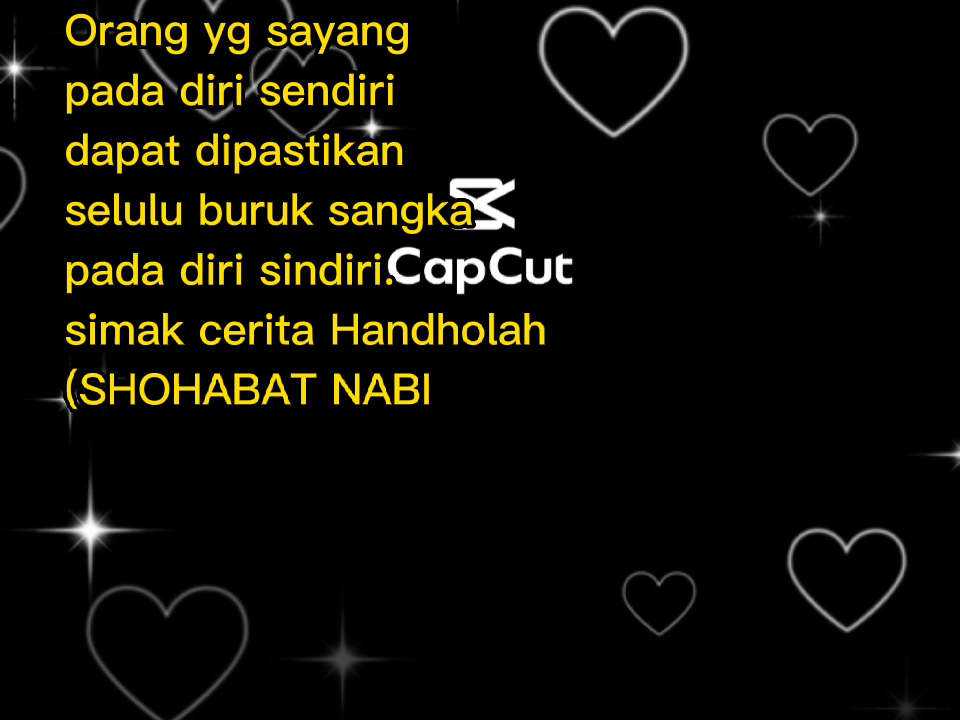 Orang yg sayang
pada diri sendiri
dapat dipastikan
selulu buruk sangka
pada diri sindiri.
CapCut
simak cerita Handholah
(SHOHABAT NABI